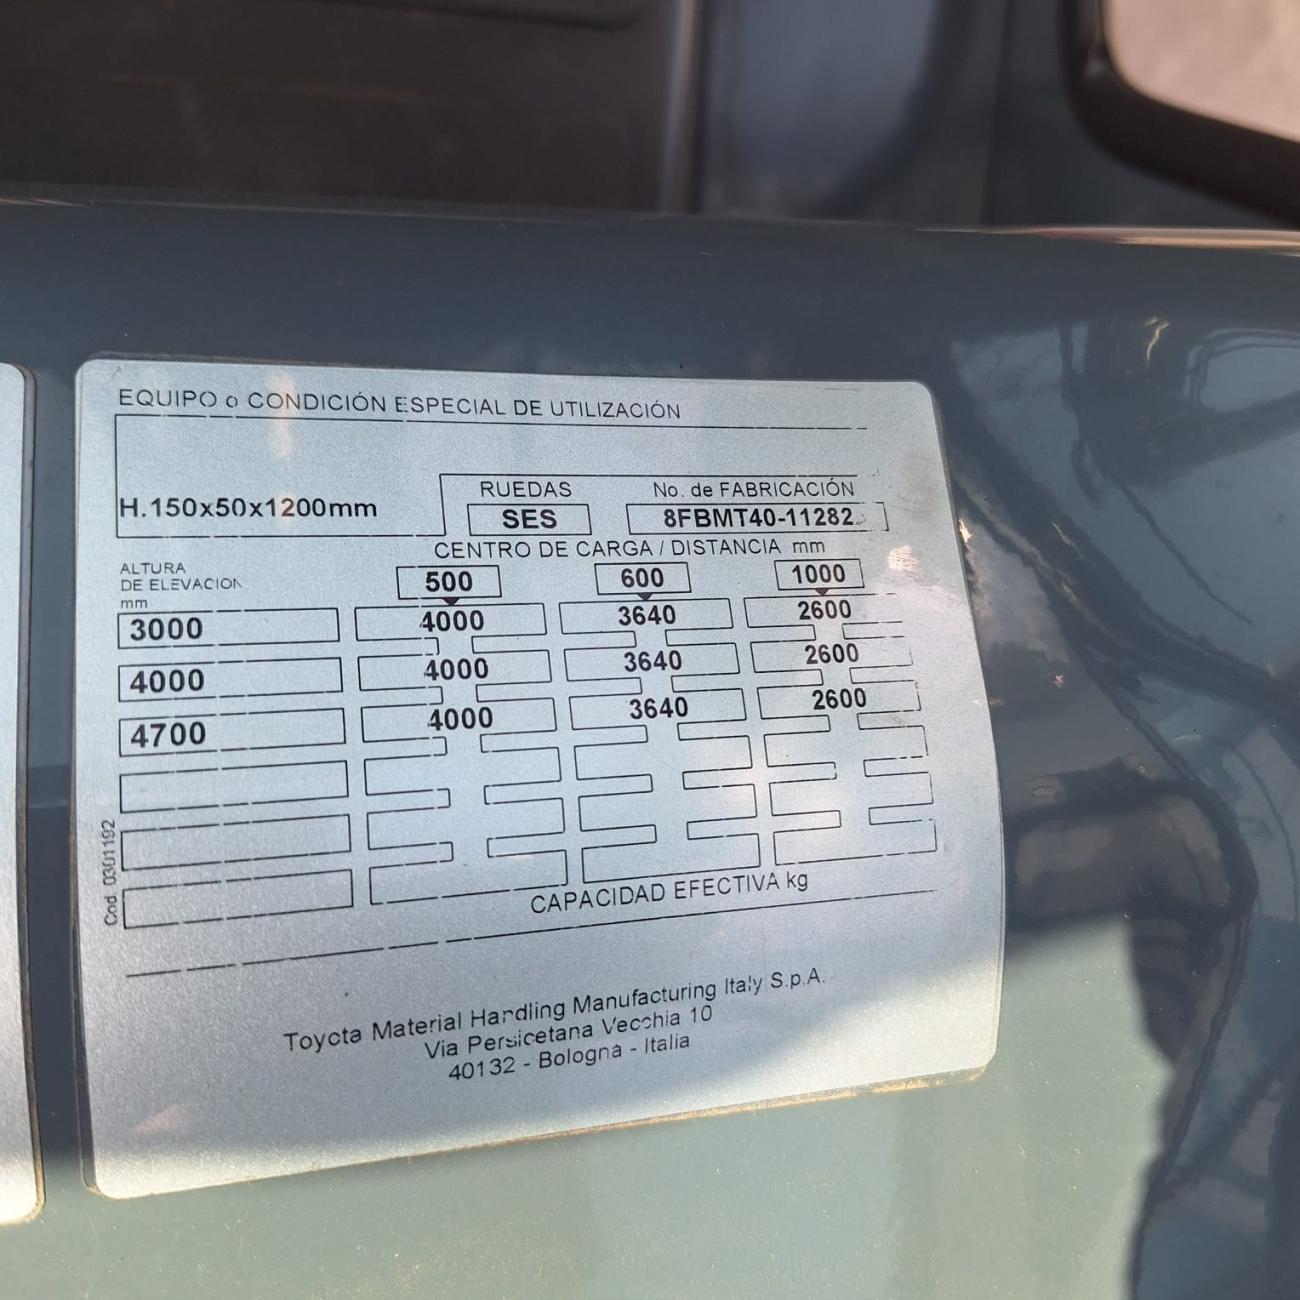 EQUIPO o CONDICIÓN ESPECIAL DE UTILIZACIÓN
H.150x50x1200mm
RUEDAS No. de FABRICACIÓN
SES 8FBMT40-11282
CENTRO DE CARGA / DISTANCIA mm
ALTURA
DE ELEVACION
mm
500 600 1000
3000 4000 3640 2600
4000 4000 3640 2600
4700 4000 3640 2600
CAPACIDAD EFECTIVA kg
Cod. 0301192
Toyota Material Handling Manufacturing Italy S.p.A.
Via Persicetana Vecchia 10
40132 - Bologna - Italia